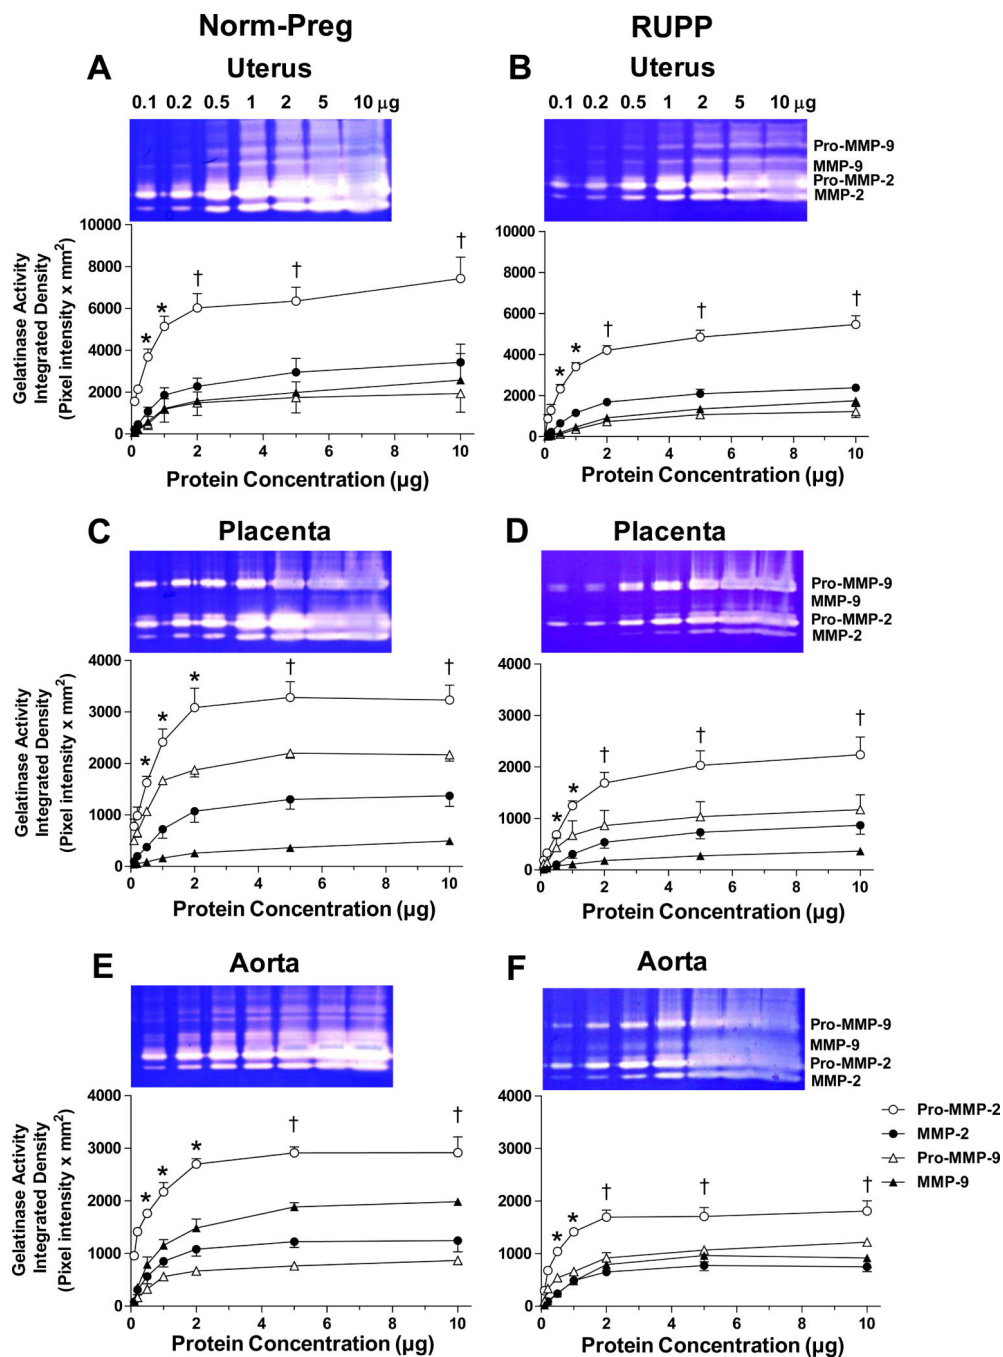 Norm-Preg
RUPP
A
Uterus
0.1 0.2 0.5 1 2 5 10 μg
B
Uterus
0.1 0.2 0.5 1 2 5 10 μg
Pro-MMP-9
MMP-9
Pro-MMP-2
MMP-2
Gelatinase Activity
Integrated Density
(Pixel intensity x mm²)
10000
8000
6000
4000
2000
0
* * † † †
0 2 4 6 8 10
Protein Concentration (µg)
10000
8000
6000
4000
2000
0
* * † † †
0 2 4 6 8 10
Protein Concentration (µg)
C
Placenta
D
Placenta
Pro-MMP-9
MMP-9
Pro-MMP-2
MMP-2
Gelatinase Activity
Integrated Density
(Pixel intensity x mm²)
4000
3000
2000
1000
0
* * * † †
0 2 4 6 8 10
Protein Concentration (µg)
4000
3000
2000
1000
0
* * † † †
0 2 4 6 8 10
Protein Concentration (µg)
E
Aorta
F
Aorta
Pro-MMP-9
MMP-9
Pro-MMP-2
MMP-2
Gelatinase Activity
Integrated Density
(Pixel intensity x mm²)
4000
3000
2000
1000
0
* * * † †
0 2 4 6 8 10
Protein Concentration (µg)
4000
3000
2000
1000
0
* * † † †
0 2 4 6 8 10
Protein Concentration (µg)
Pro-MMP-2
MMP-2
Pro-MMP-9
MMP-9